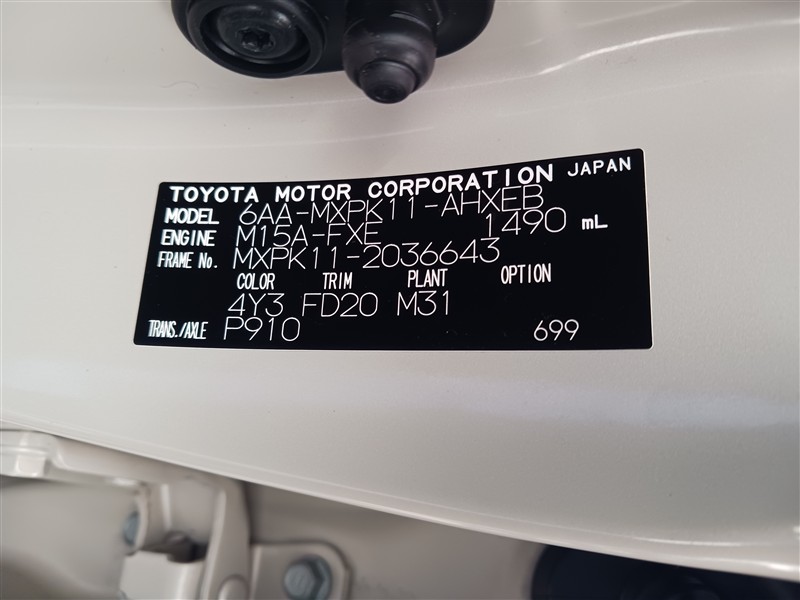 TOYOTA MOTOR CORPORATION JAPAN
MODEL 6AA-MXPK11-AHXEB
ENGINE M15A-FXE 1490 mL
FRAME No. MXPK11-2036643
COLOR TRIM PLANT OPTION
4Y3 FD20 M31
TRANS./AXLE P910 699